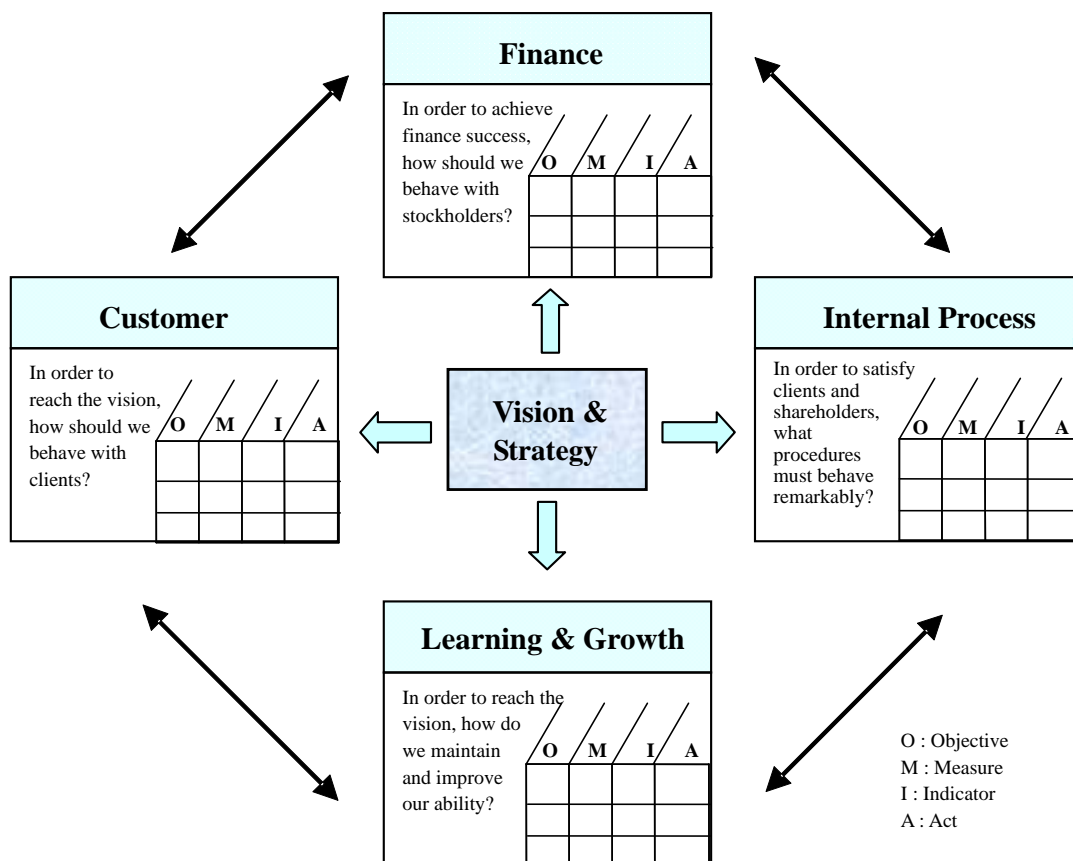 Finance
In order to achieve
finance success,
how should we
behave with
stockholders?
O M I A
Customer
In order to
reach the vision,
how should we
behave with
clients?
O M I A
Vision &
Strategy
Internal Process
In order to satisfy
clients and
shareholders,
what
procedures
must behave
remarkably?
O M I A
Learning & Growth
In order to reach the
vision, how do
we maintain
and improve
our ability?
O M I A
O : Objective
M : Measure
I : Indicator
A : Act